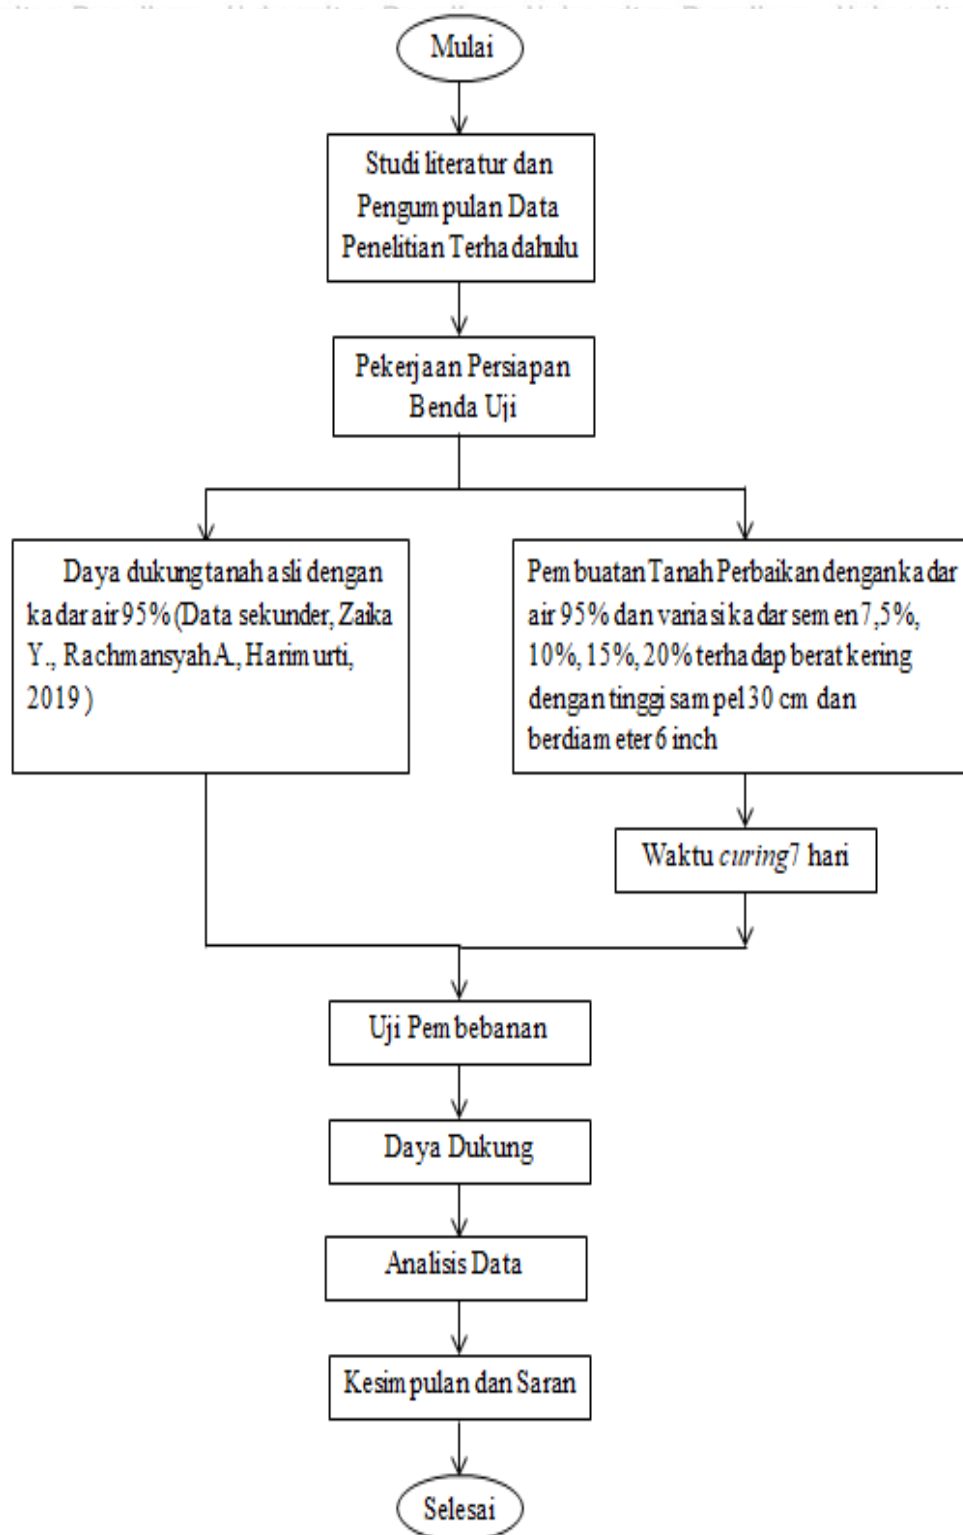 Mulai
Studi literatur dan
Pengumpulan Data
Penelitian Terhadahulu
Pekerjaan Persiapan
Benda Uji
Daya dukung tanah asli dengan
kadar air 95% (Data sekunder, Zaika
Y., Rachmansyah A., Harimurti,
2019)
Pembuatan Tanah Perbaikan dengan kadar
air 95% dan variasi kadar semen 7,5%,
10%, 15%, 20% terhadap berat kering
dengan tinggi sampel 30 cm dan
berdiameter 6 inch
Waktu curing 7 hari
Uji Pembebanan
Daya Dukung
Analisis Data
Kesimpulan dan Saran
Selesai